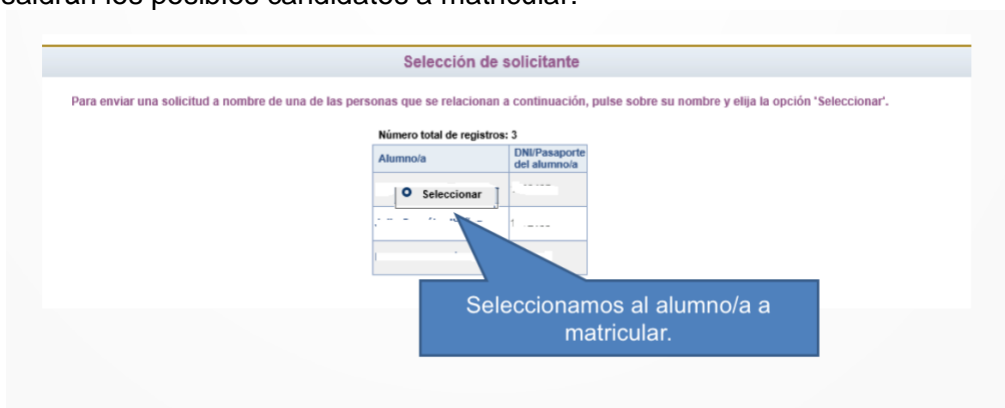 saldrán los posibles candidatos a matricular.
Selección de solicitante
Para enviar una solicitud a nombre de una de las personas que se relacionan a continuación, pulse sobre su nombre y elija la opción 'Seleccionar'.
Número total de registros: 3
Alumno/a
DNI/Pasaporte
del alumno/a
Seleccionar
Seleccionamos al alumno/a a
matricular.